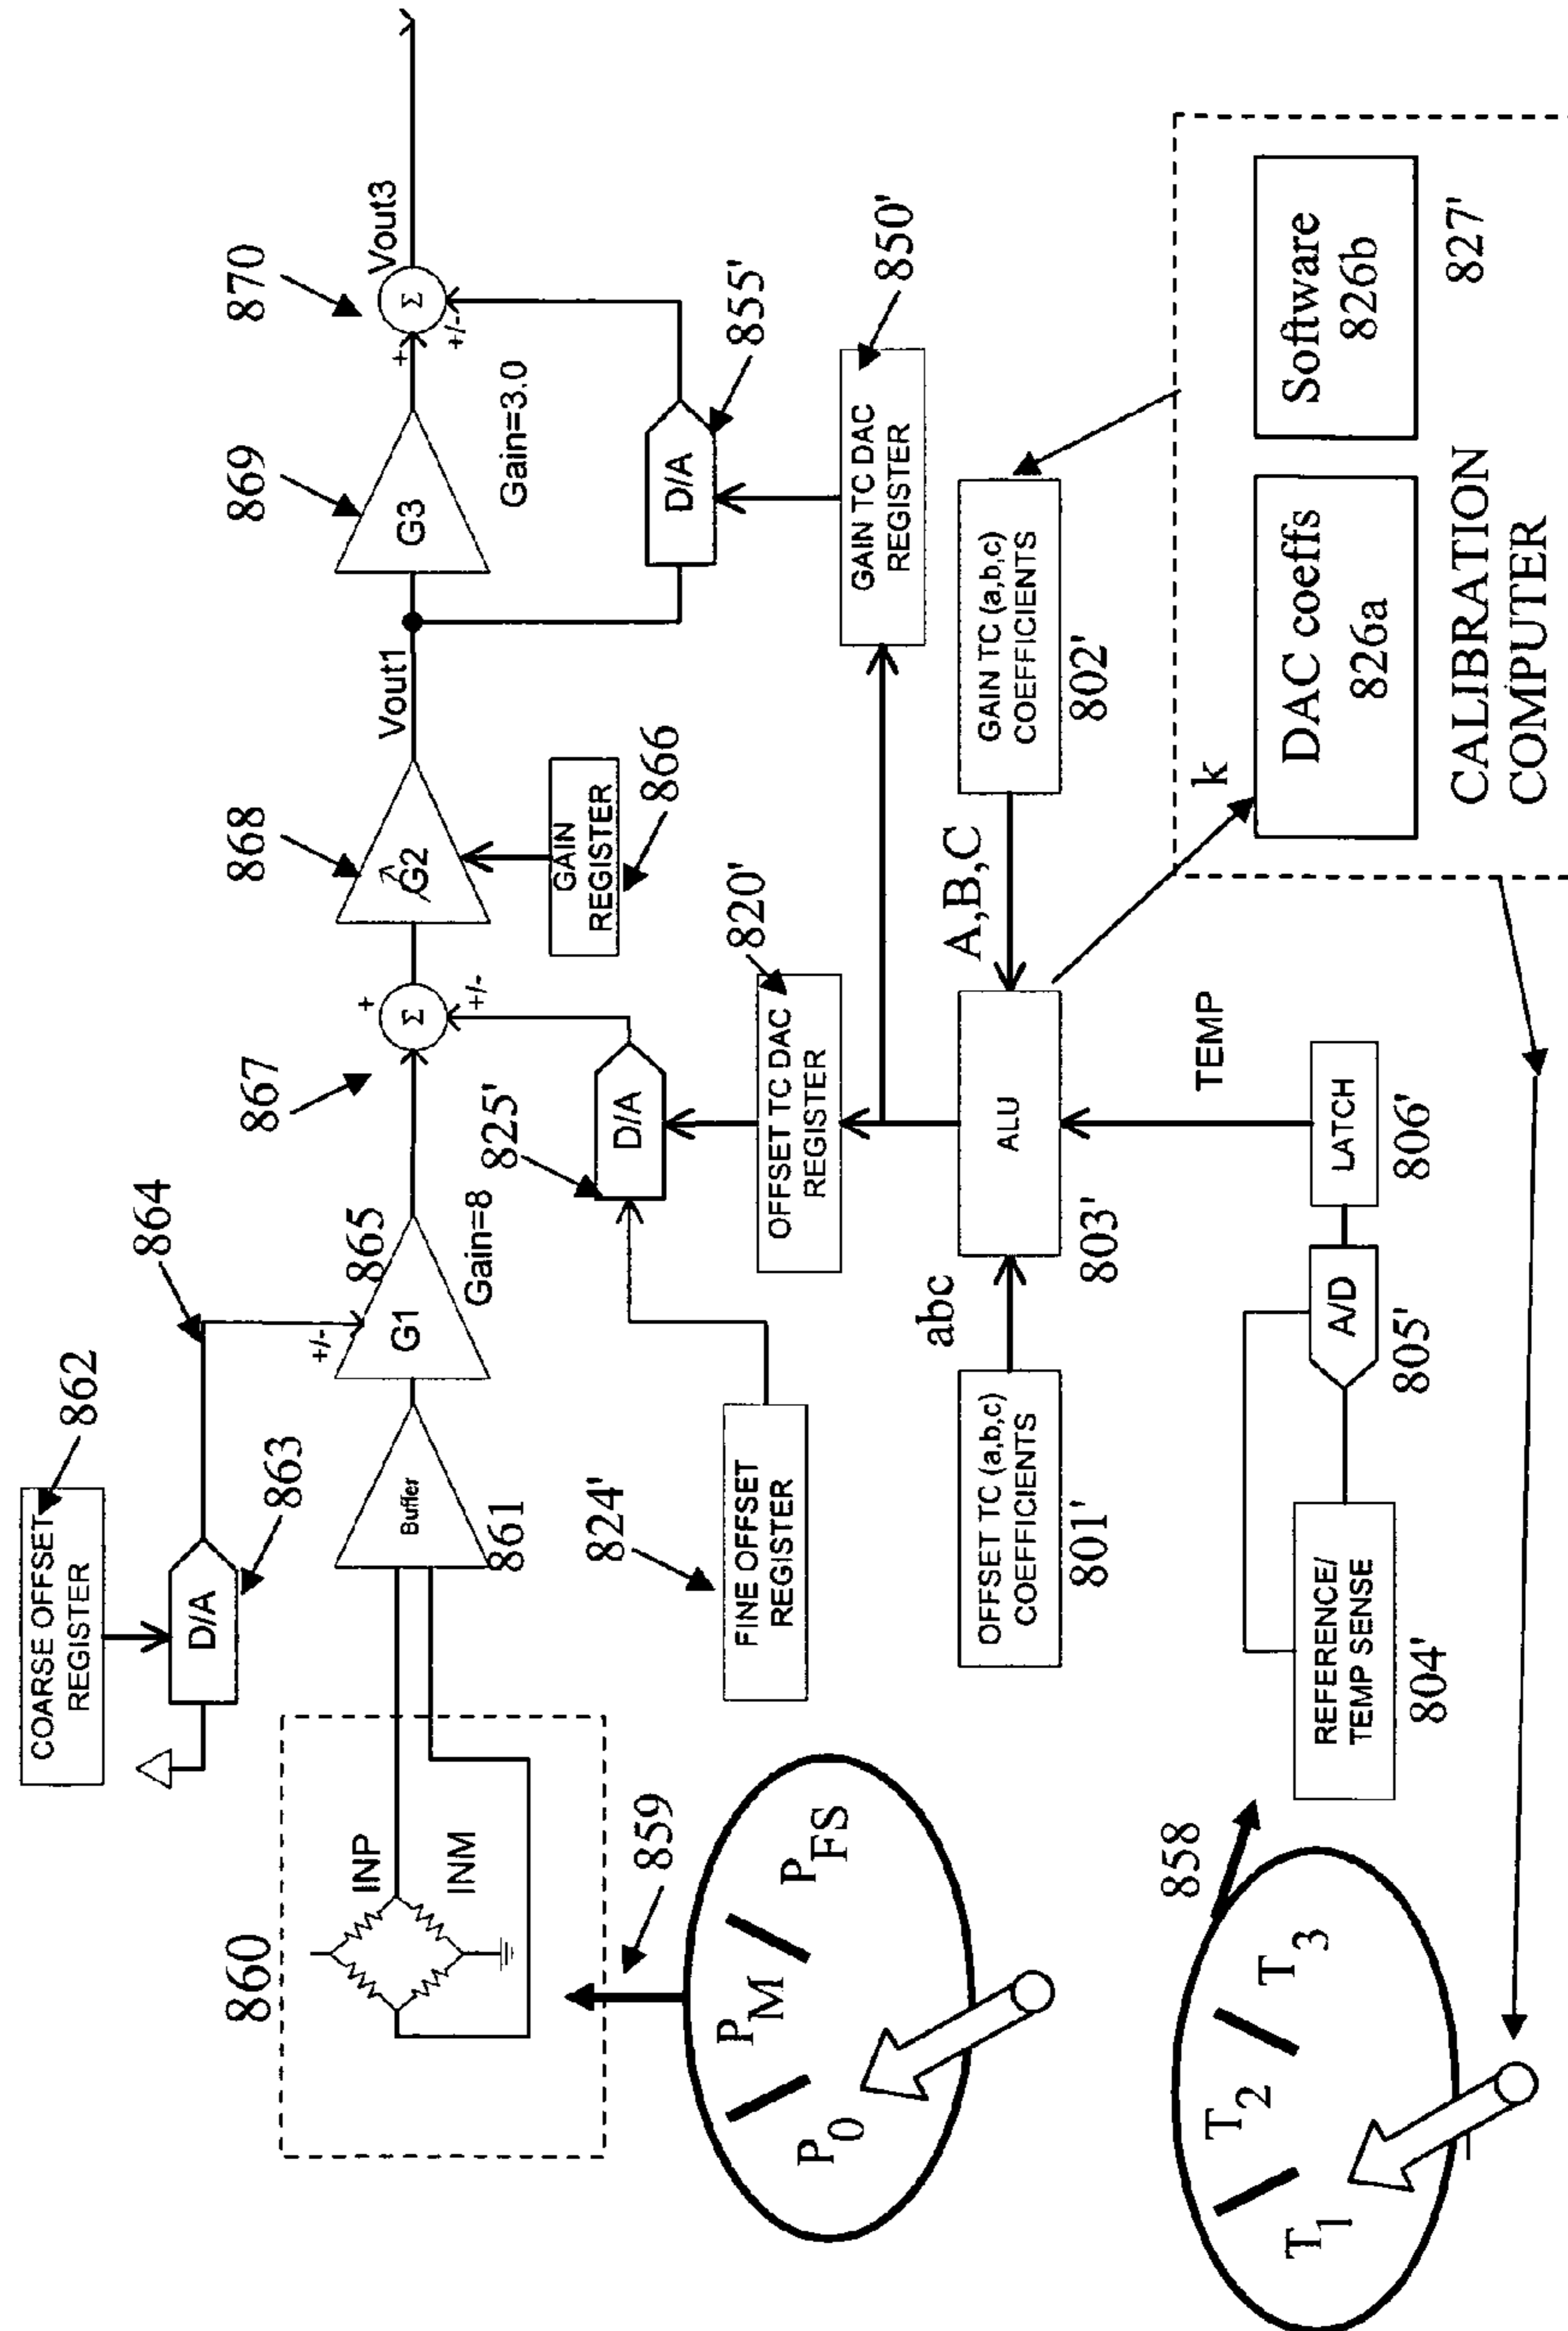 COARSE OFFSET
REGISTER
862
D/A
863
864
860
INP
INM
859
Buffer
861
+/-
G1
865
Gain=8
867
+
Σ
+/-
868
G2
GAIN
REGISTER
866
Vout1
869
G3
Gain=3.0
870
+
Σ
+/-
Vout3
D/A
855'
GAIN TC DAC
REGISTER
850'
825'
D/A
824'
FINE OFFSET
REGISTER
OFFSET TC DAC
REGISTER
820'
OFFSET TC (a,b,c)
COEFFICIENTS
801'
abc
ALU
803'
A,B,C
GAIN TC (a,b,c)
COEFFICIENTS
802'
P0
PM
PFS
858
T1
T2
T3
REFERENCE/
TEMP SENSE
804'
A/D
805'
LATCH
806'
TEMP
k
DAC coeffs
826a
Software
826b
CALIBRATION
COMPUTER
827'